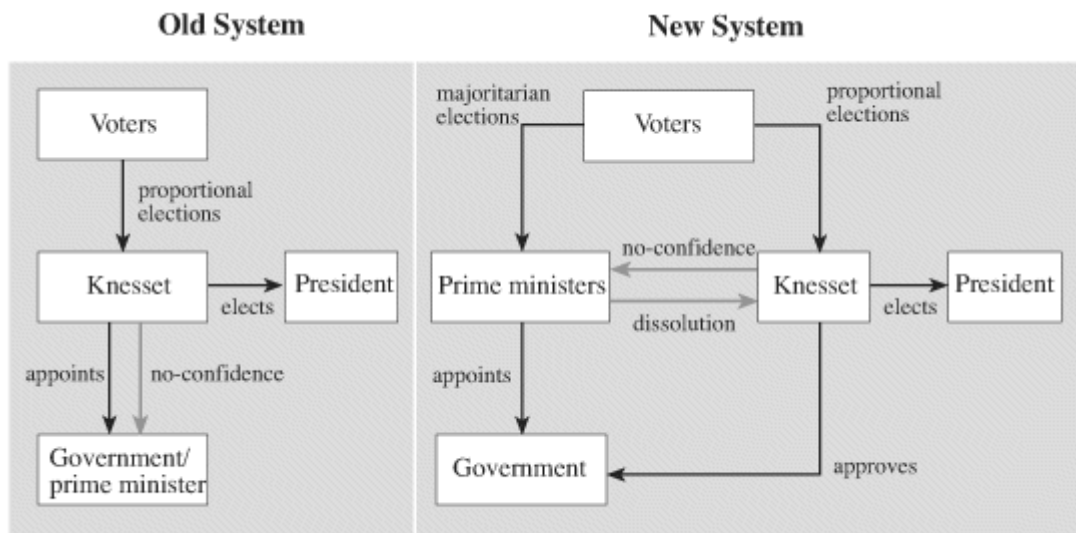 Old System
New System
Voters
proportional
elections
Knesset
elects
President
appoints
no-confidence
Government/
prime minister
majoritarian
elections
Voters
proportional
elections
Prime ministers
no-confidence
dissolution
Knesset
elects
President
appoints
Government
approves